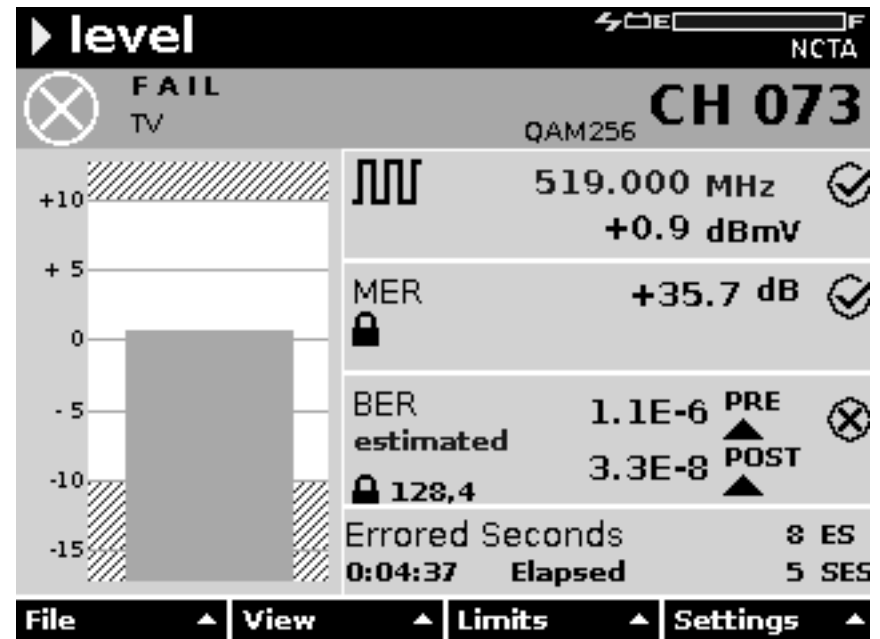 level
E F
NCTA
FAIL
TV
QAM256 CH 073
+10
+ 5
0
- 5
-10
-15
519.000 MHz
+0.9 dBmV
MER +35.7 dB
BER 1.1E-6 PRE
estimated
3.3E-8 POST
128,4
Errored Seconds 8 ES
0:04:37 Elapsed 5 SES
File View Limits Settings